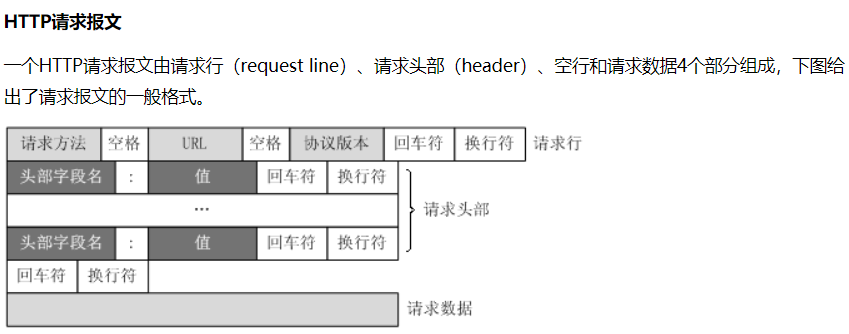 HTTP请求报文
一个HTTP请求报文由请求行（request line）、请求头部（header）、空行和请求数据4个部分组成，下图给
出了请求报文的一般格式。
请求方法 空格 URL 空格 协议版本 回车符 换行符 请求行
头部字段名 : 值 回车符 换行符
… 请求头部
头部字段名 : 值 回车符 换行符
回车符 换行符
请求数据